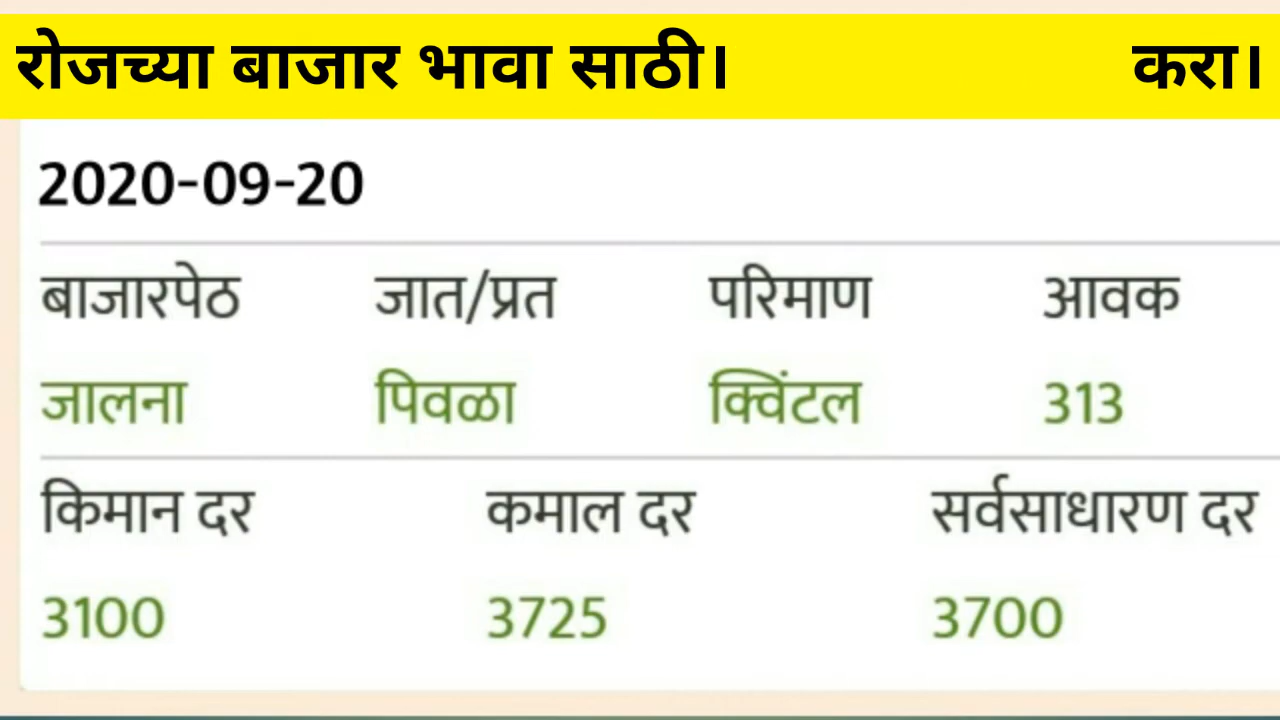 रोजच्या बाजार भावा साठी। करा।
2020-09-20
बाजारपेठ जात/प्रत परिमाण आवक
जालना पिवळा क्विंटल 313
किमान दर कमाल दर सर्वसाधारण दर
3100 3725 3700